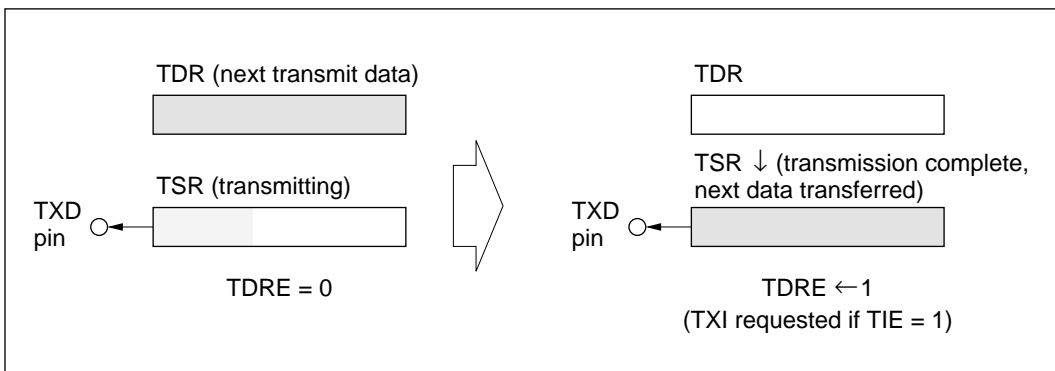 TDR (next transmit data)
TSR (transmitting)
TXD
pin
TDRE = 0
TDR
TSR ↓ (transmission complete,
next data transferred)
TXD
pin
TDRE ←1
(TXI requested if TIE = 1)